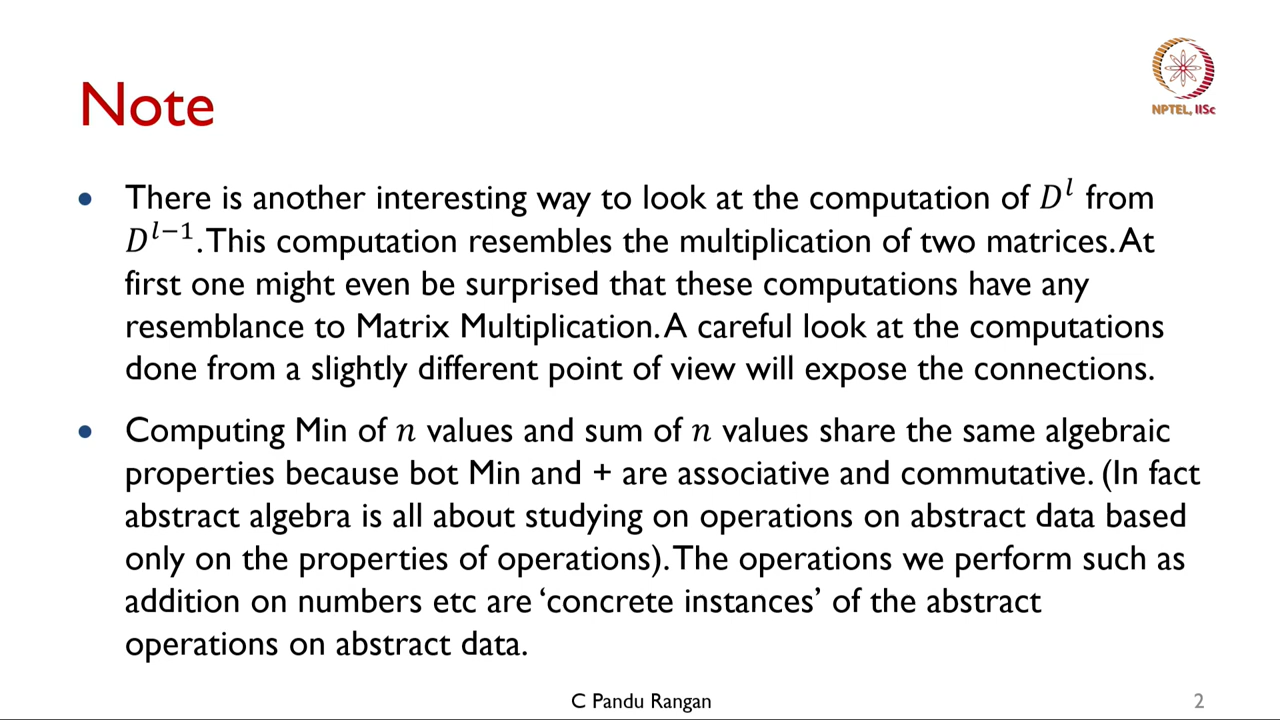 Note
NPTEL, IISc
• There is another interesting way to look at the computation of Dˡ from
Dˡ⁻¹. This computation resembles the multiplication of two matrices. At
first one might even be surprised that these computations have any
resemblance to Matrix Multiplication. A careful look at the computations
done from a slightly different point of view will expose the connections.
• Computing Min of n values and sum of n values share the same algebraic
properties because bot Min and + are associative and commutative. (In fact
abstract algebra is all about studying on operations on abstract data based
only on the properties of operations). The operations we perform such as
addition on numbers etc are ‘concrete instances’ of the abstract
operations on abstract data.
C Pandu Rangan
2